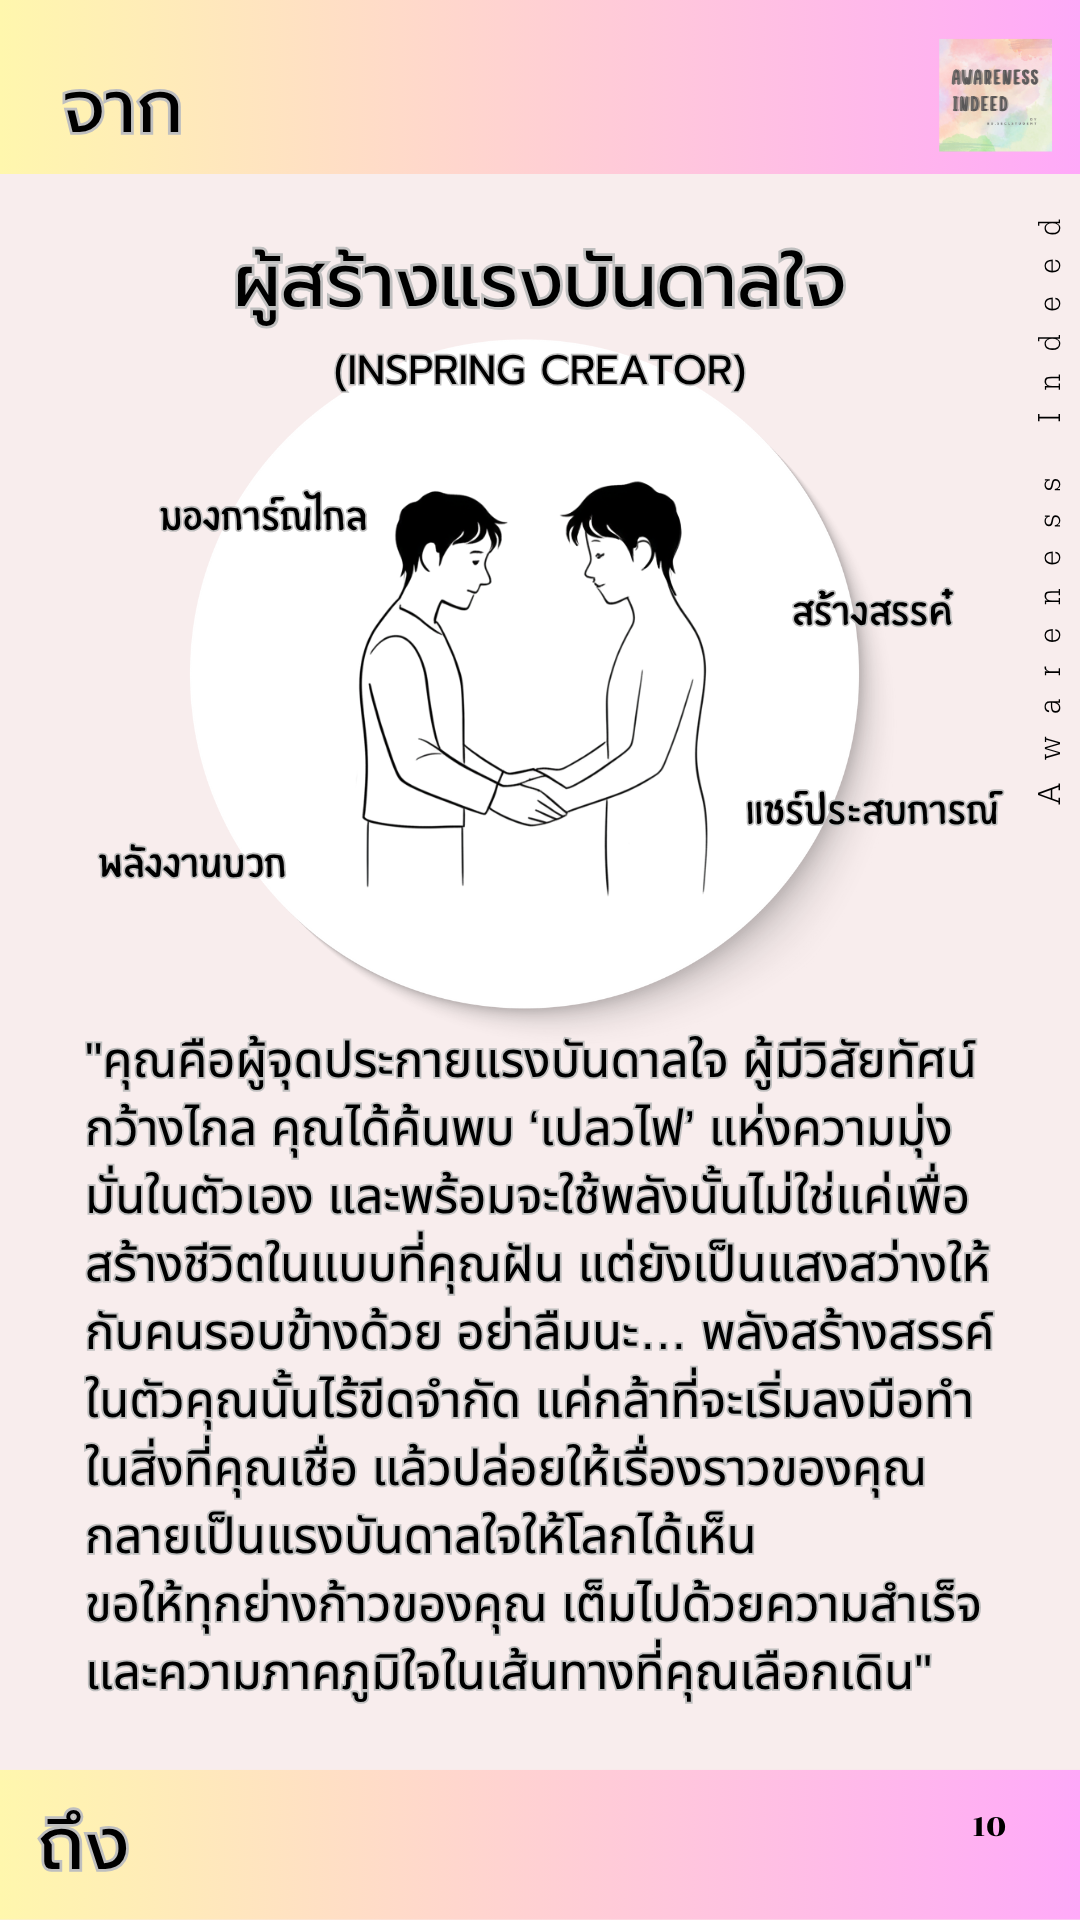 จาก
AWARENESS
INDEED
ผู้สร้างแรงบันดาลใจ
(INSPRING CREATOR)
มองการ์ณไกล
สร้างสรรค๋
แชร์ประสบการณ์
พลังงานบวก
Awareness Indeed
"คุณคือผู้จุดประกายแรงบันดาลใจ ผู้มีวิสัยทัศน์
กว้างไกล คุณได้ค้นพบ ‘เปลวไฟ’ แห่งความมุ่ง
มั่นในตัวเอง และพร้อมจะใช้พลังนั้นไม่ใช่แค่เพื่อ
สร้างชีวิตในแบบที่คุณฝัน แต่ยังเป็นแสงสว่างให้
กับคนรอบข้างด้วย อย่าลืมนะ... พลังสร้างสรรค์
ในตัวคุณนั้นไร้ขีดจำกัด แค่กล้าที่จะเริ่มลงมือทำ
ในสิ่งที่คุณเชื่อ แล้วปล่อยให้เรื่องราวของคุณ
กลายเป็นแรงบันดาลใจให้โลกได้เห็น
ขอให้ทุกย่างก้าวของคุณ เต็มไปด้วยความสำเร็จ
และความภาคภูมิใจในเส้นทางที่คุณเลือกเดิน"
ถึง
10